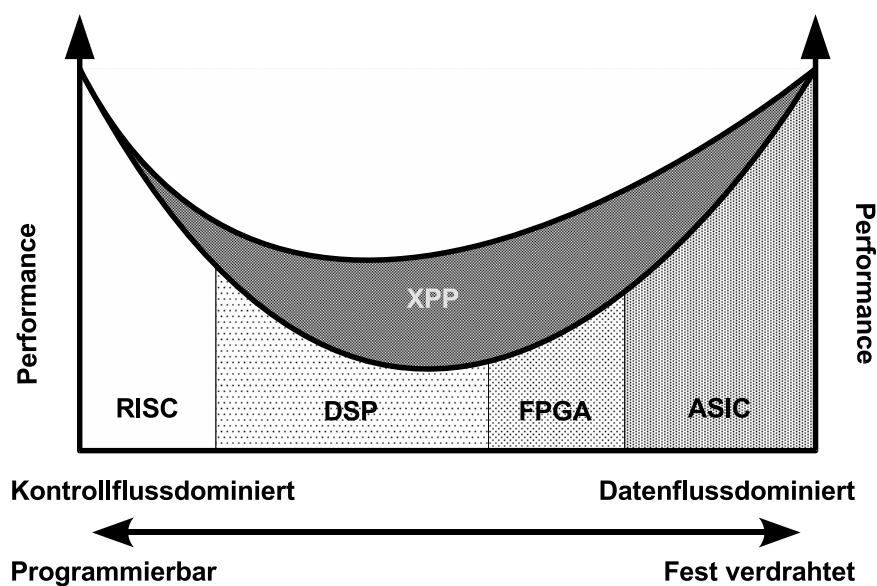 Performance
Performance
XPP
RISC
DSP
FPGA
ASIC
Kontrollflussdominiert
Datenflussdominiert
Programmierbar
Fest verdrahtet